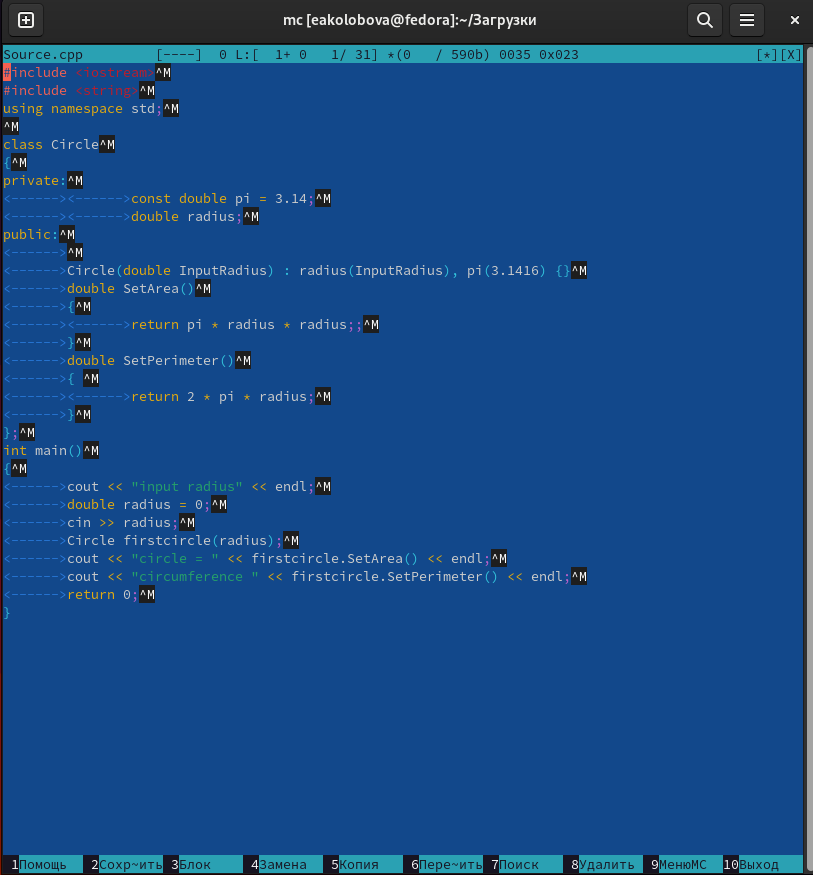 mc [eakolobova@fedora]:~/Загрузки
Source.cpp [----] 0 L:[ 1+ 0 1/ 31] *(0 / 590b) 0035 0x023 [*][X]
#include <iostream>^M
#include <string>^M
using namespace std;^M
^M
class Circle^M
{^M
private:^M
<------><------>const double pi = 3.14;^M
<------><------>double radius;^M
public:^M
<------>^M
<------>Circle(double InputRadius) : radius(InputRadius), pi(3.1416) {}^M
<------>double SetArea()^M
<------>{^M
<------><------>return pi * radius * radius;;^M
<------>}^M
<------>double SetPerimeter()^M
<------>{ ^M
<------><------>return 2 * pi * radius;^M
<------>}^M
};^M
int main()^M
{^M
<------>cout << "input radius" << endl;^M
<------>double radius = 0;^M
<------>cin >> radius;^M
<------>Circle firstcircle(radius);^M
<------>cout << "circle = " << firstcircle.SetArea() << endl;^M
<------>cout << "circumference " << firstcircle.SetPerimeter() << endl;^M
<------>return 0;^M
}
1Помощь 2Сохр~ить 3Блок 4Замена 5Копия 6Пере~ить 7Поиск 8Удалить 9МенюMC 10Выход